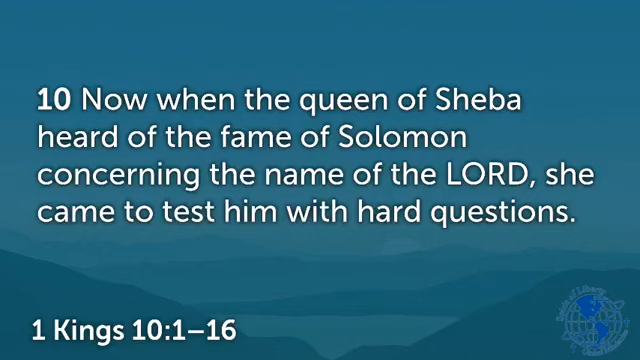 10 Now when the queen of Sheba
heard of the fame of Solomon
concerning the name of the LORD, she
came to test him with hard questions.
1 Kings 10:1–16